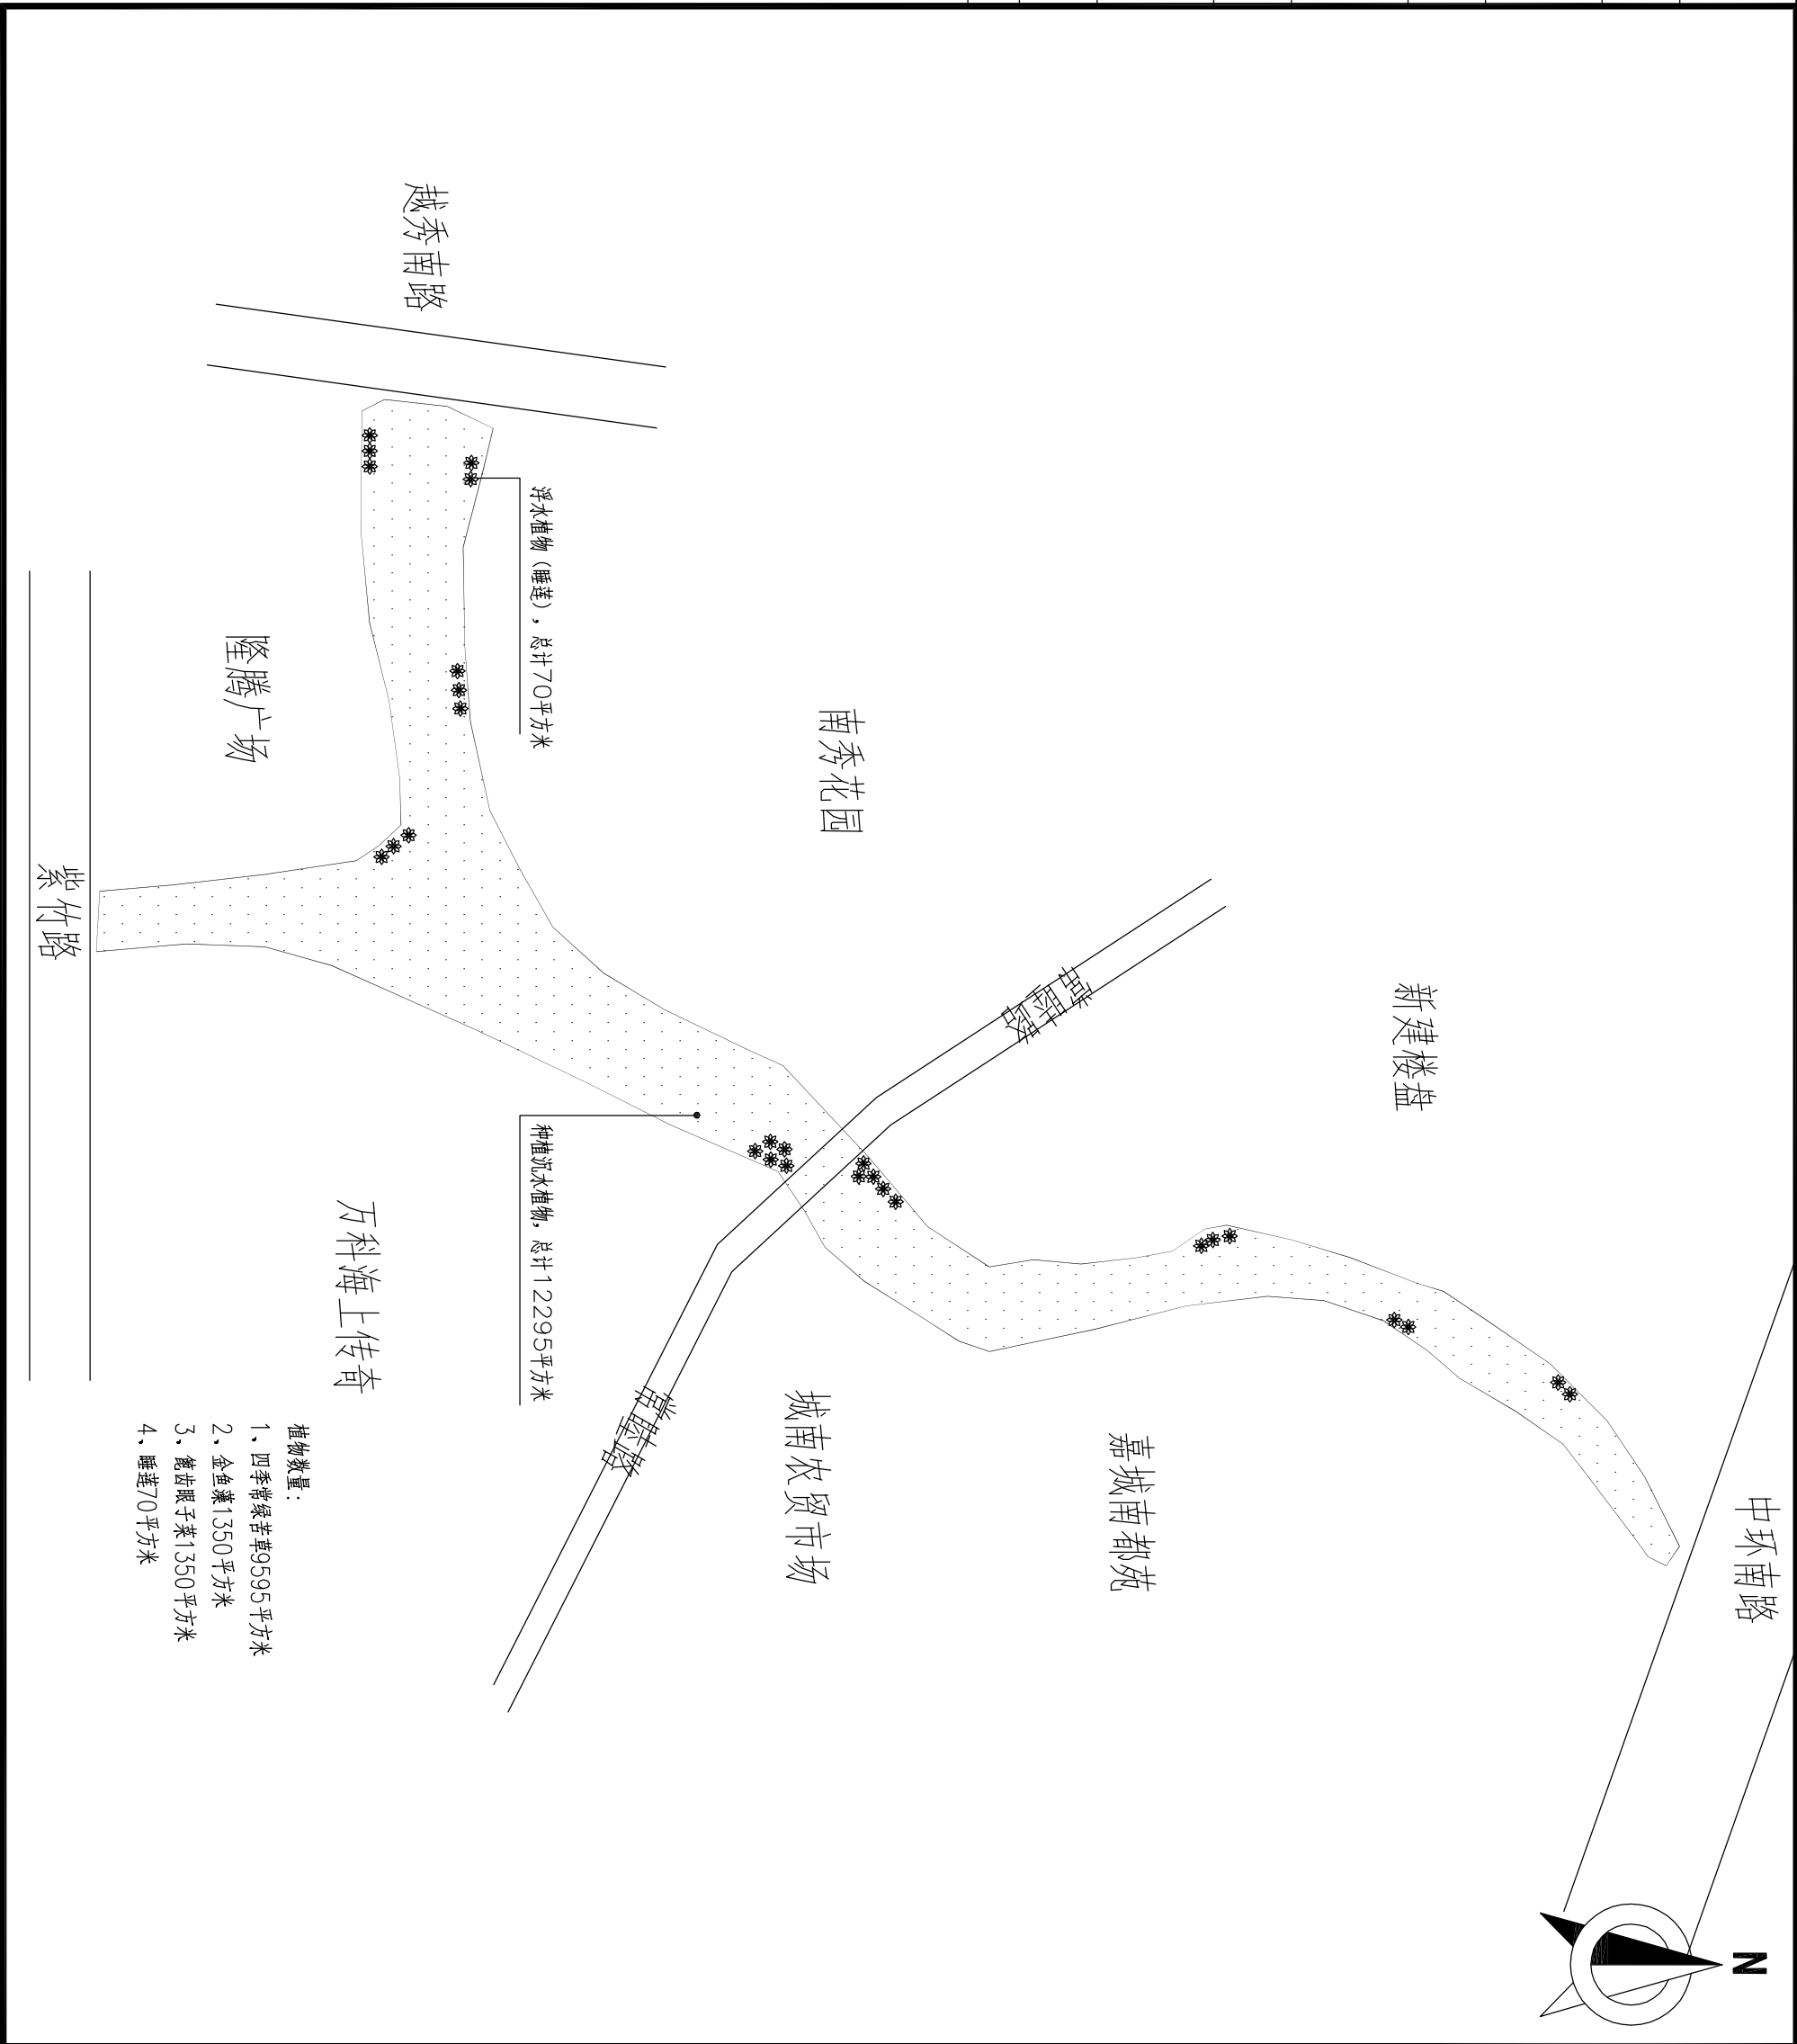 N
中环南路
新建楼盘
嘉城南都苑
南秀花园
城南农贸市场
浮水植物（睡莲），总计70平方米
种植沉水植物，总计12295平方米
越秀南路
万科海上传奇
隆腾广场
植物数量：
1、四季常绿苦草9595平方米
2、金鱼藻1350平方米
3、篦齿眼子菜1350平方米
4、睡莲70平方米
紫竹路